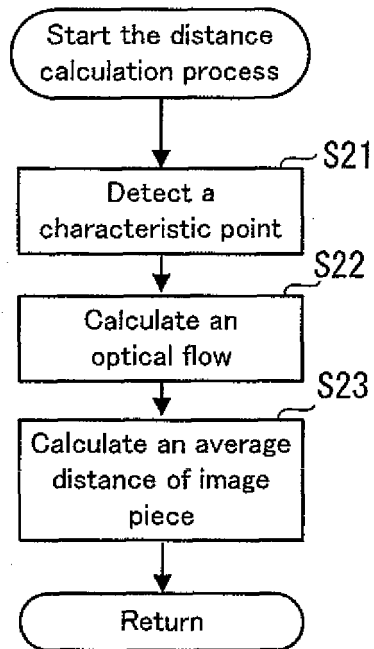 Start the distance
calculation process
S21
Detect a
characteristic point
S22
Calculate an
optical flow
S23
Calculate an average
distance of image
piece
Return